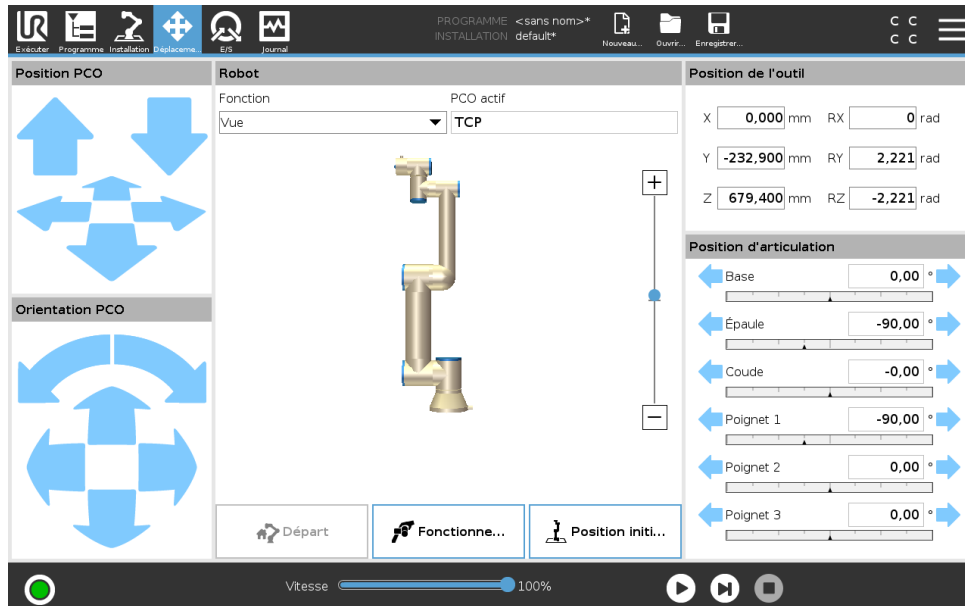 PROGRAMME <sans nom>*
INSTALLATION default*
Exécuter Programme Installation Déplaceme... E/S Journal Nouveau... Ouvrir... Enregistrer...
C C
C C
Position PCO
Robot
Position de l'outil
Fonction PCO actif
Vue TCP
X 0,000 mm RX 0 rad
Y -232,900 mm RY 2,221 rad
Z 679,400 mm RZ -2,221 rad
Position d'articulation
Base 0,00 °
Orientation PCO
Épaule -90,00 °
Coude -0,00 °
Poignet 1 -90,00 °
Poignet 2 0,00 °
Poignet 3 0,00 °
Départ Fonctionne... Position initi...
Vitesse 100%